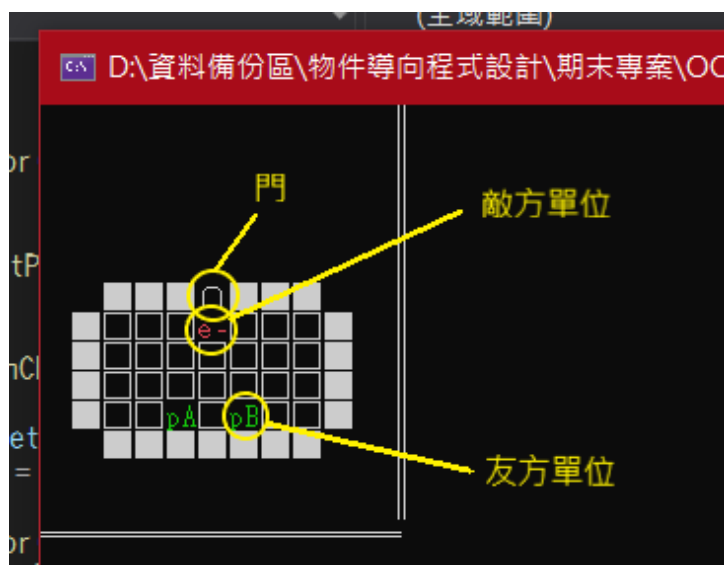 (全域範圍)
D:\資料備份區\物件導向程式設計\期末專案\OC
or
門
敵方單位
tP
e-
nCl
pA pB
et
友方單位
=
or